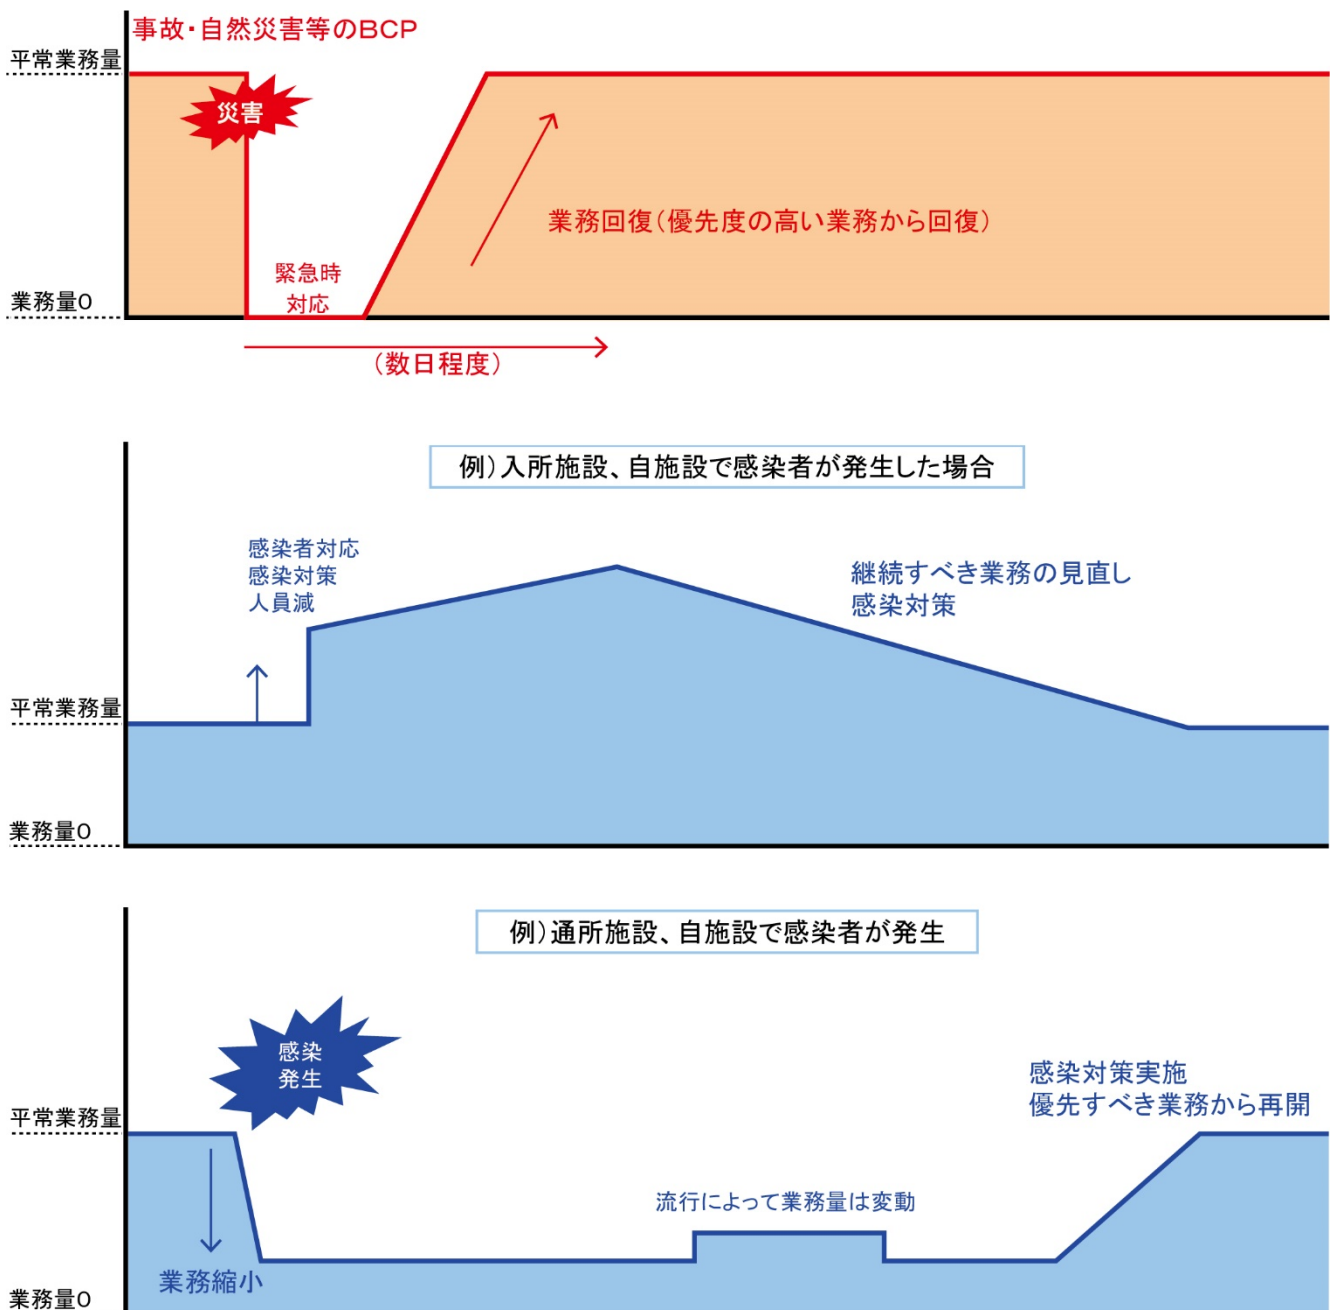 事故・自然災害等のBCP
平常業務量
災害
業務回復(優先度の高い業務から回復)
緊急時
対応
業務量0
(数日程度)
例)入所施設、自施設で感染者が発生した場合
感染者対応
感染対策
人員減
継続すべき業務の見直し
感染対策
平常業務量
業務量0
例)通所施設、自施設で感染者が発生
感染
発生
感染対策実施
優先すべき業務から再開
平常業務量
流行によって業務量は変動
業務縮小
業務量0